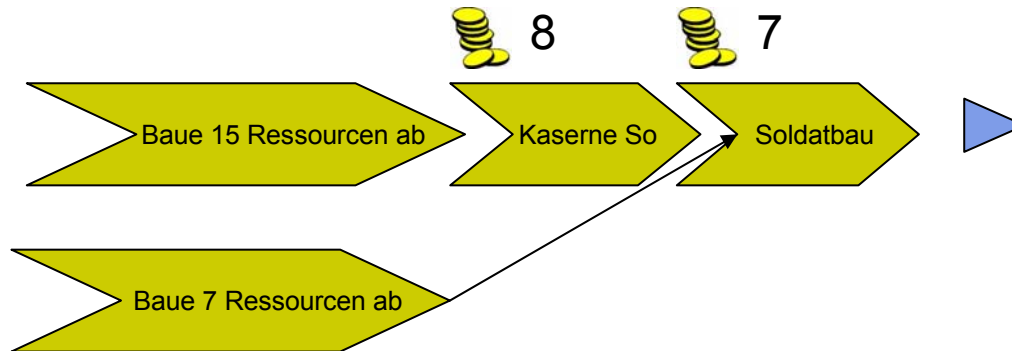 8
7
Baue 15 Ressourcen ab
Kaserne So
Soldatbau
Baue 7 Ressourcen ab